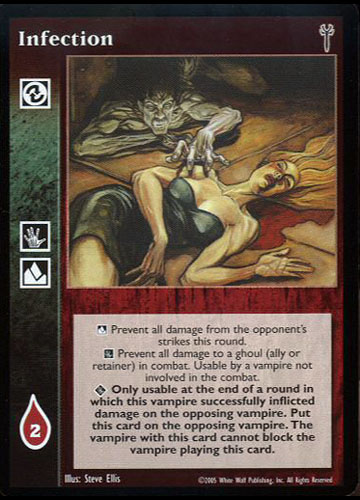 Infection
Prevent all damage from the opponent's
strikes this round.
Prevent all damage to a ghoul (ally or
retainer) in combat. Usable by a vampire not
involved in the combat.
Only usable at the end of a round in
which this vampire successfully inflicted
damage on the opposing vampire. Put
this card on the opposing vampire. The
vampire with this card cannot block the
vampire playing this card.
2
Illus: Steve Ellis ©2005 White Wolf Publishing, Inc. All Rights Reserved.